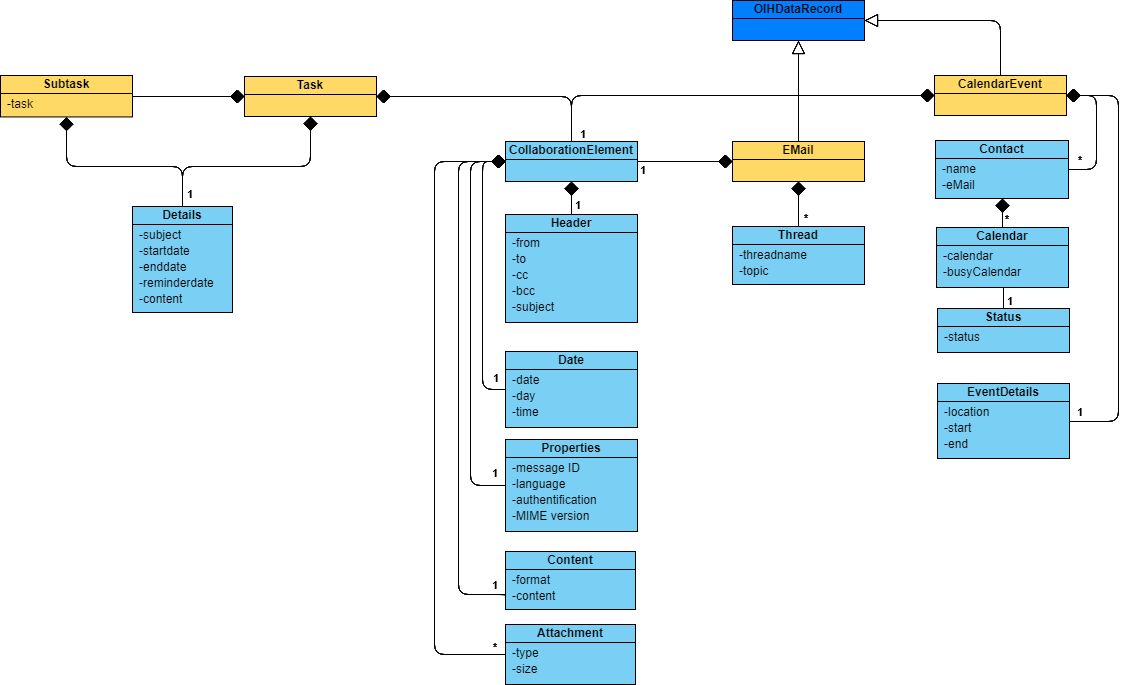 OIHDataRecord
Subtask
-task
Task
CalendarEvent
1
CollaborationElement
1
EMail
Contact
-name
-eMail
*
1
Details
-subject
-startdate
-enddate
-reminderdate
-content
1
Header
-from
-to
-cc
-bcc
-subject
*
Thread
-threadname
-topic
*
Calendar
-calendar
-busyCalendar
1
Status
-status
1
Date
-date
-day
-time
EventDetails
-location
-start
-end
1
1
Properties
-message ID
-language
-authentification
-MIME version
1
Content
-format
-content
*
Attachment
-type
-size